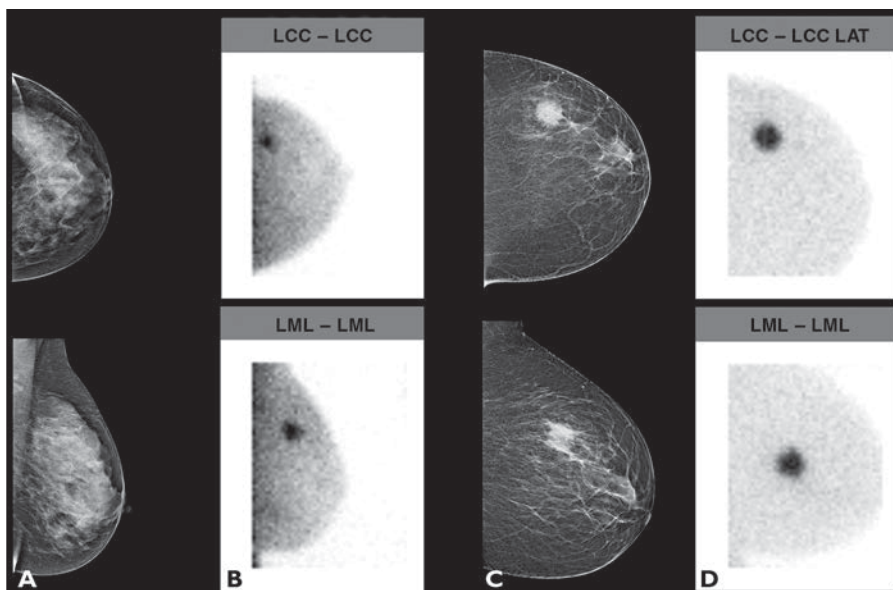 LCC – LCC
LCC – LCC LAT
LML – LML
LML – LML
A
B
C
D